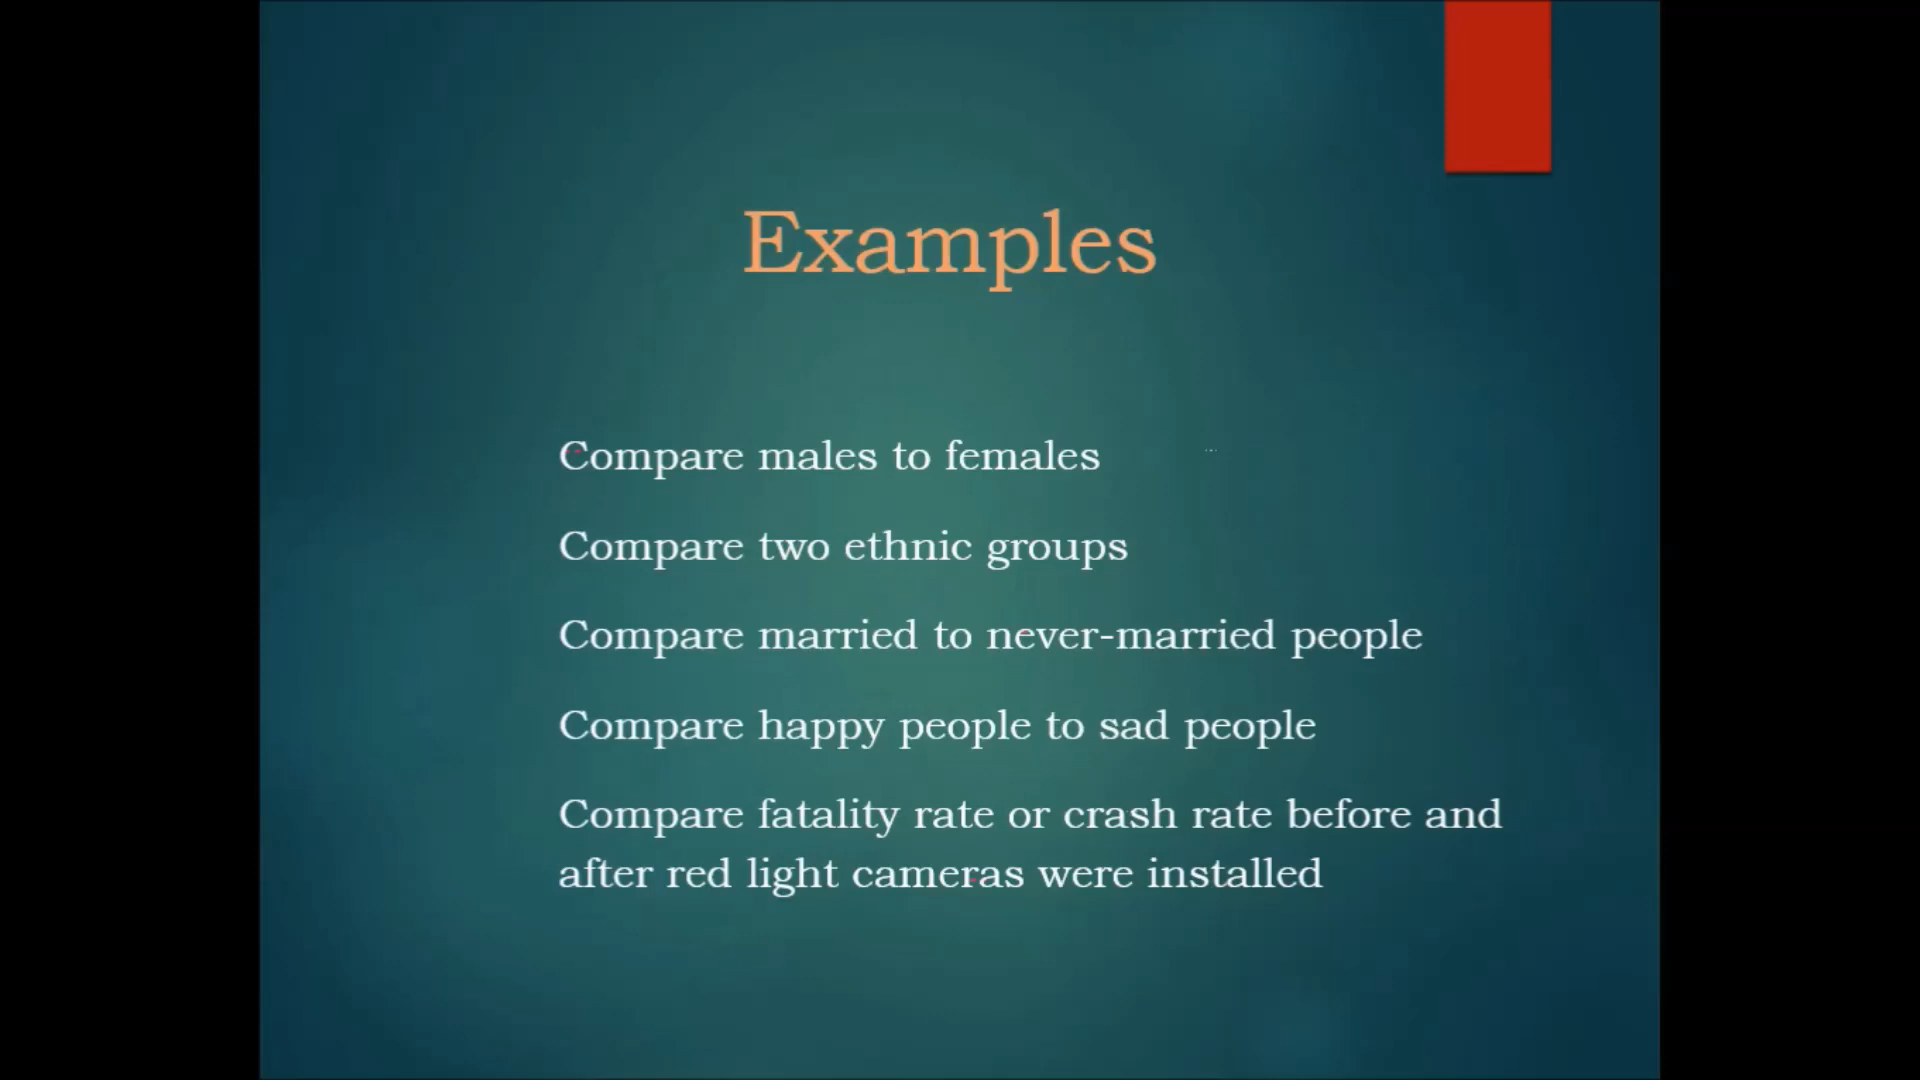 Examples
Compare males to females
Compare two ethnic groups
Compare married to never-married people
Compare happy people to sad people
Compare fatality rate or crash rate before and
after red light cameras were installed